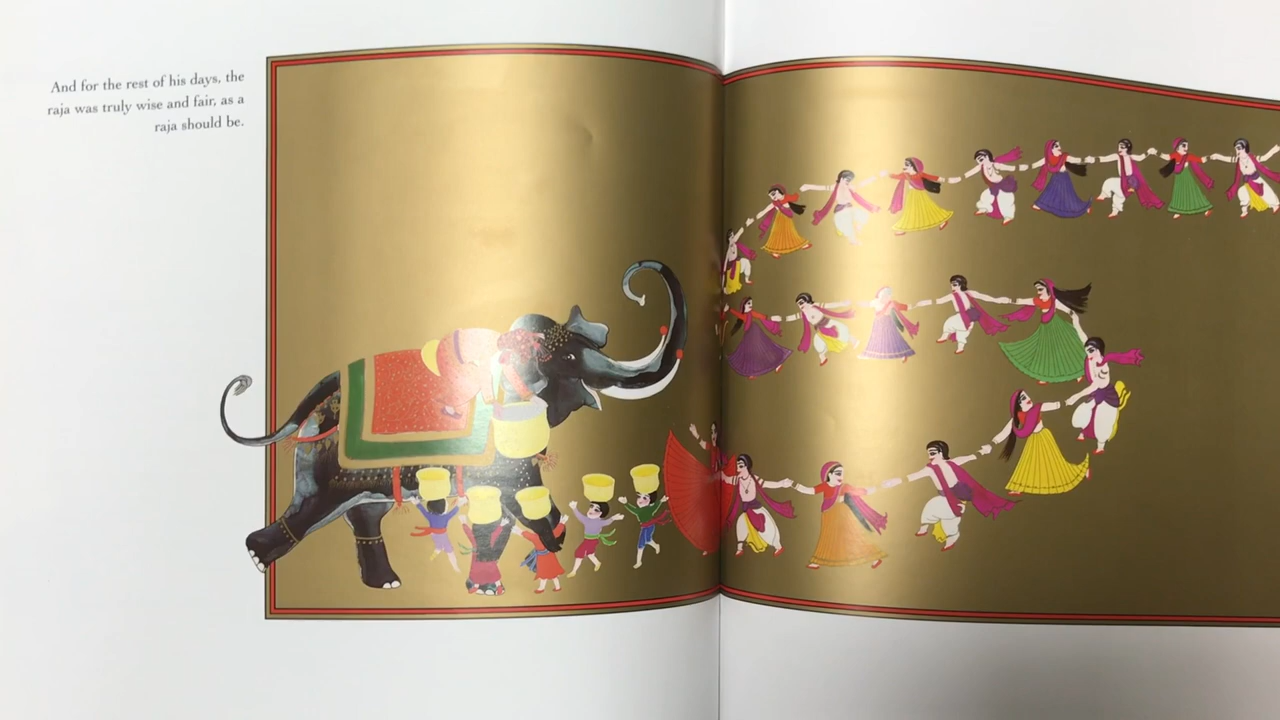 And for the rest of his days, the
raja was truly wise and fair, as a
raja should be.